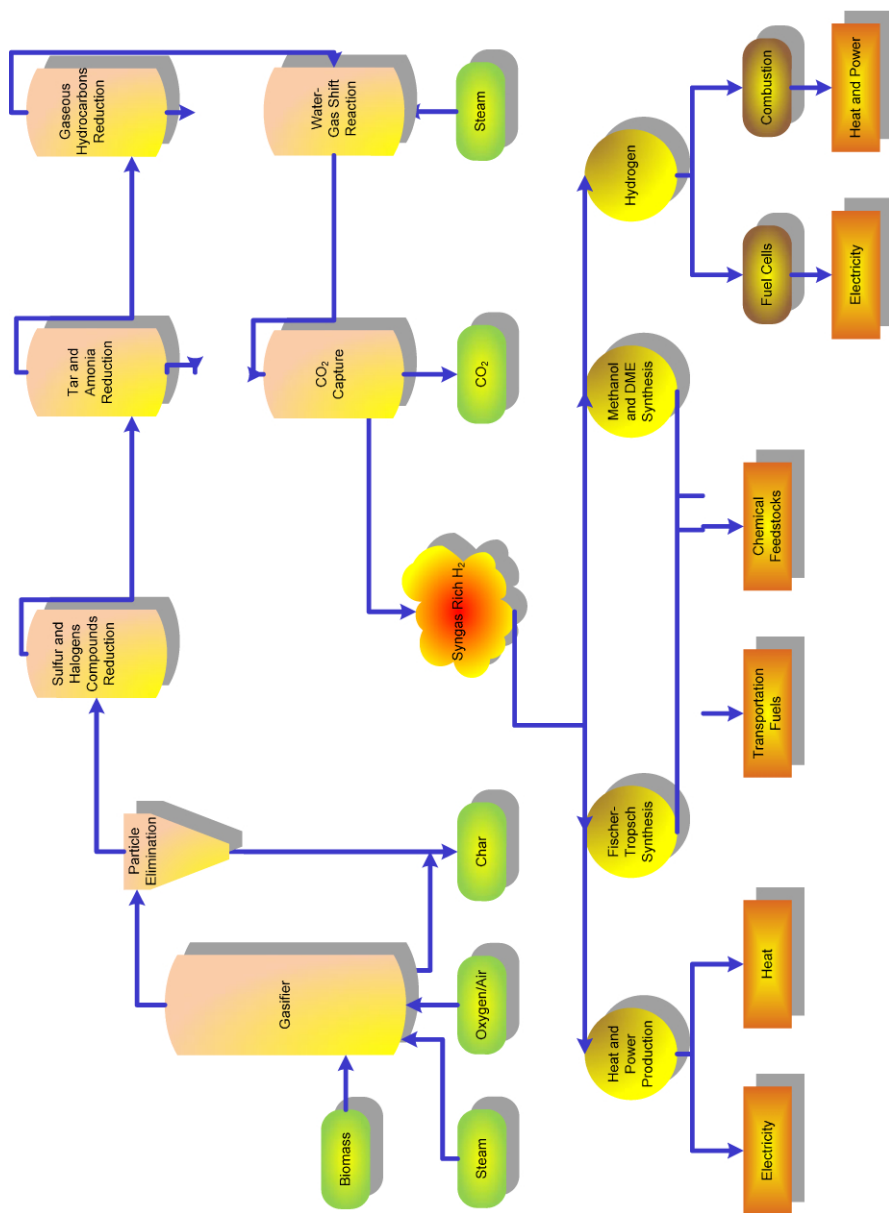 Biomass
Steam
Gasifier
Oxygen/Air
Particle
Elimination
Char
Sulfur and
Halogens
Compounds
Reduction
Tar and
Amonia
Reduction
Gaseous
Hydrocarbons
Reduction
Water-
Gas Shift
Reaction
Steam
CO₂
Capture
CO₂
Syngas Rich H₂
Heat and
Power
Production
Fischer-
Tropsch
Synthesis
Methanol
and DME
Synthesis
Hydrogen
Fuel Cells
Combustion
Electricity
Heat
Transportation
Fuels
Chemical
Feedstocks
Electricity
Heat and Power